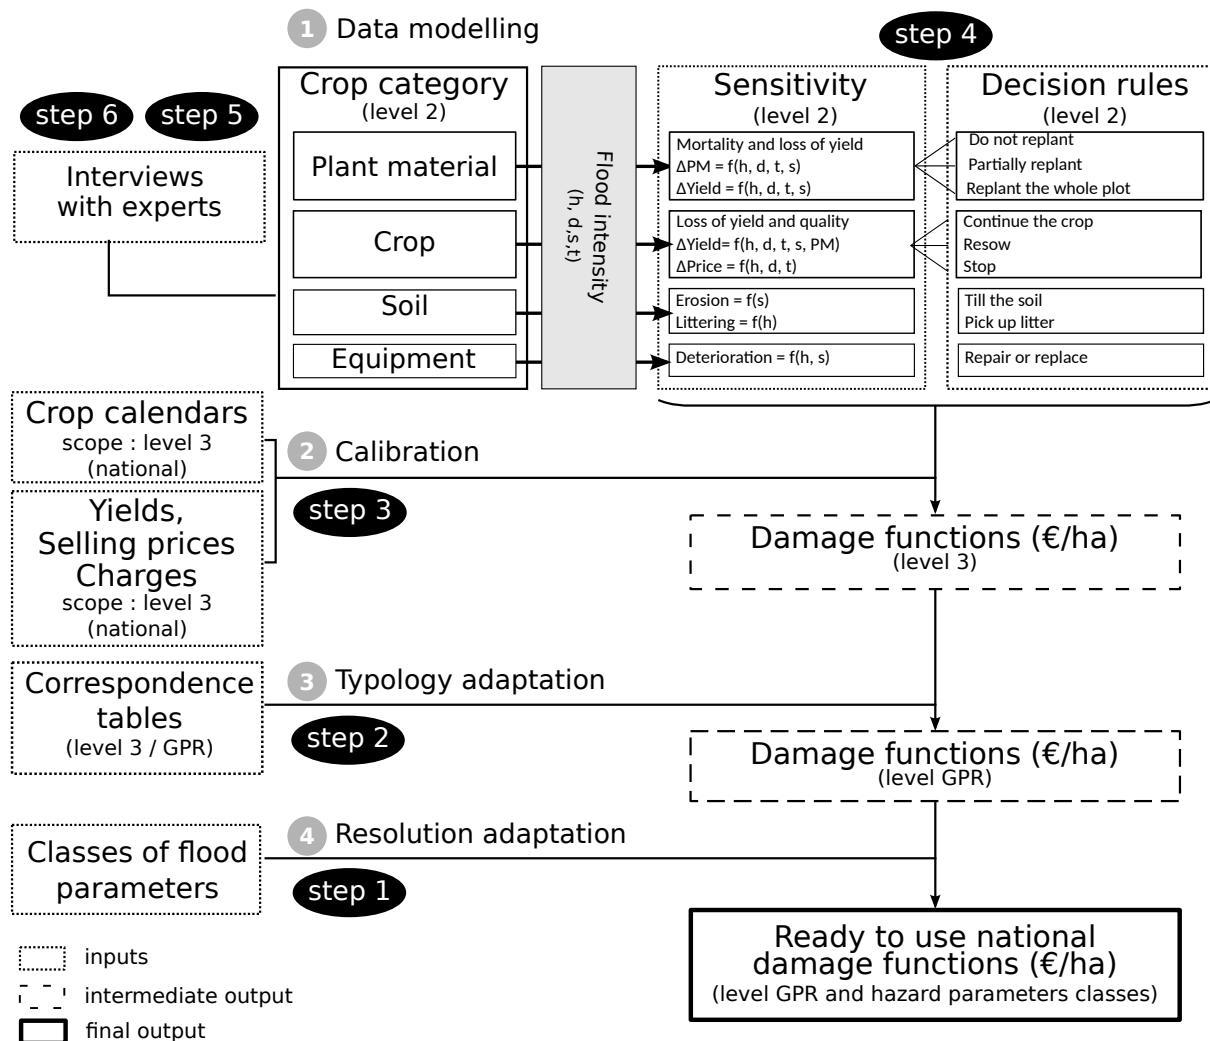 1 Data modelling
step 4
step 6
step 5
Interviews
with experts
Crop category
(level 2)
Plant material
Crop
Soil
Equipment
Flood intensity
(h, d,s,t)
Sensitivity
(level 2)
Mortality and loss of yield
ΔPM = f(h, d, t, s)
ΔYield = f(h, d, t, s)
Loss of yield and quality
ΔYield= f(h, d, t, s, PM)
ΔPrice = f(h, d, t)
Erosion = f(s)
Littering = f(h)
Deterioration = f(h, s)
Decision rules
(level 2)
Do not replant
Partially replant
Replant the whole plot
Continue the crop
Resow
Stop
Till the soil
Pick up litter
Repair or replace
Crop calendars
scope : level 3
(national)
2 Calibration
step 3
Yields,
Selling prices
Charges
scope : level 3
(national)
Damage functions (€/ha)
(level 3)
Correspondence
tables
(level 3 / GPR)
3 Typology adaptation
step 2
Damage functions (€/ha)
(level GPR)
Classes of flood
parameters
4 Resolution adaptation
step 1
Ready to use national
damage functions (€/ha)
(level GPR and hazard parameters classes)
inputs
intermediate output
final output